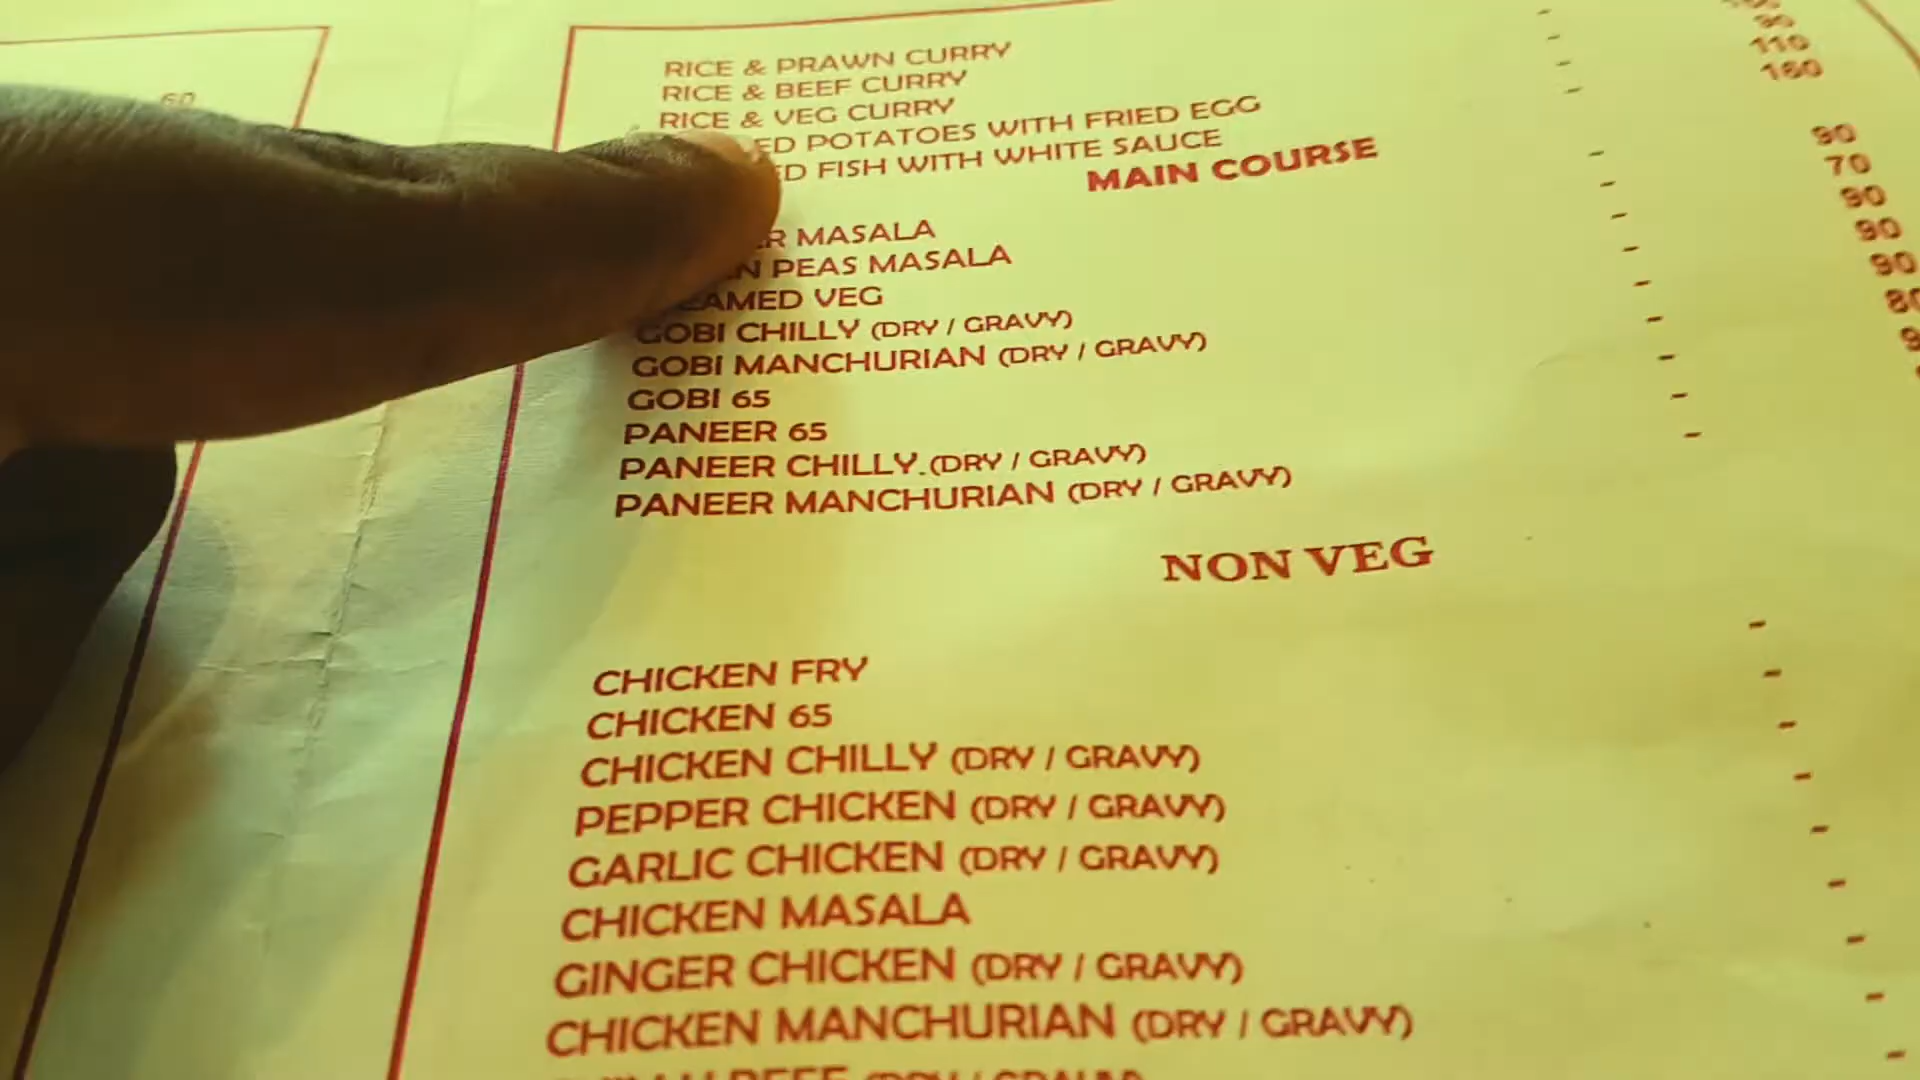 60
RICE & PRAWN CURRY
RICE & BEEF CURRY - 90
RICE & VEG CURRY - 110
POTATOES WITH FRIED EGG - 160
FISH WITH WHITE SAUCE -
MAIN COURSE
MASALA - 90
PEAS MASALA - 70
VEG - 90
GOBI CHILLY (DRY / GRAVY) - 90
GOBI MANCHURIAN (DRY / GRAVY) - 90
GOBI 65 -
PANEER 65 -
PANEER CHILLY.(DRY / GRAVY) -
PANEER MANCHURIAN (DRY / GRAVY) -
NON VEG
CHICKEN FRY -
CHICKEN 65 -
CHICKEN CHILLY (DRY / GRAVY) -
PEPPER CHICKEN (DRY / GRAVY) -
GARLIC CHICKEN (DRY / GRAVY) -
CHICKEN MASALA -
GINGER CHICKEN (DRY / GRAVY) -
CHICKEN MANCHURIAN (DRY / GRAVY) -